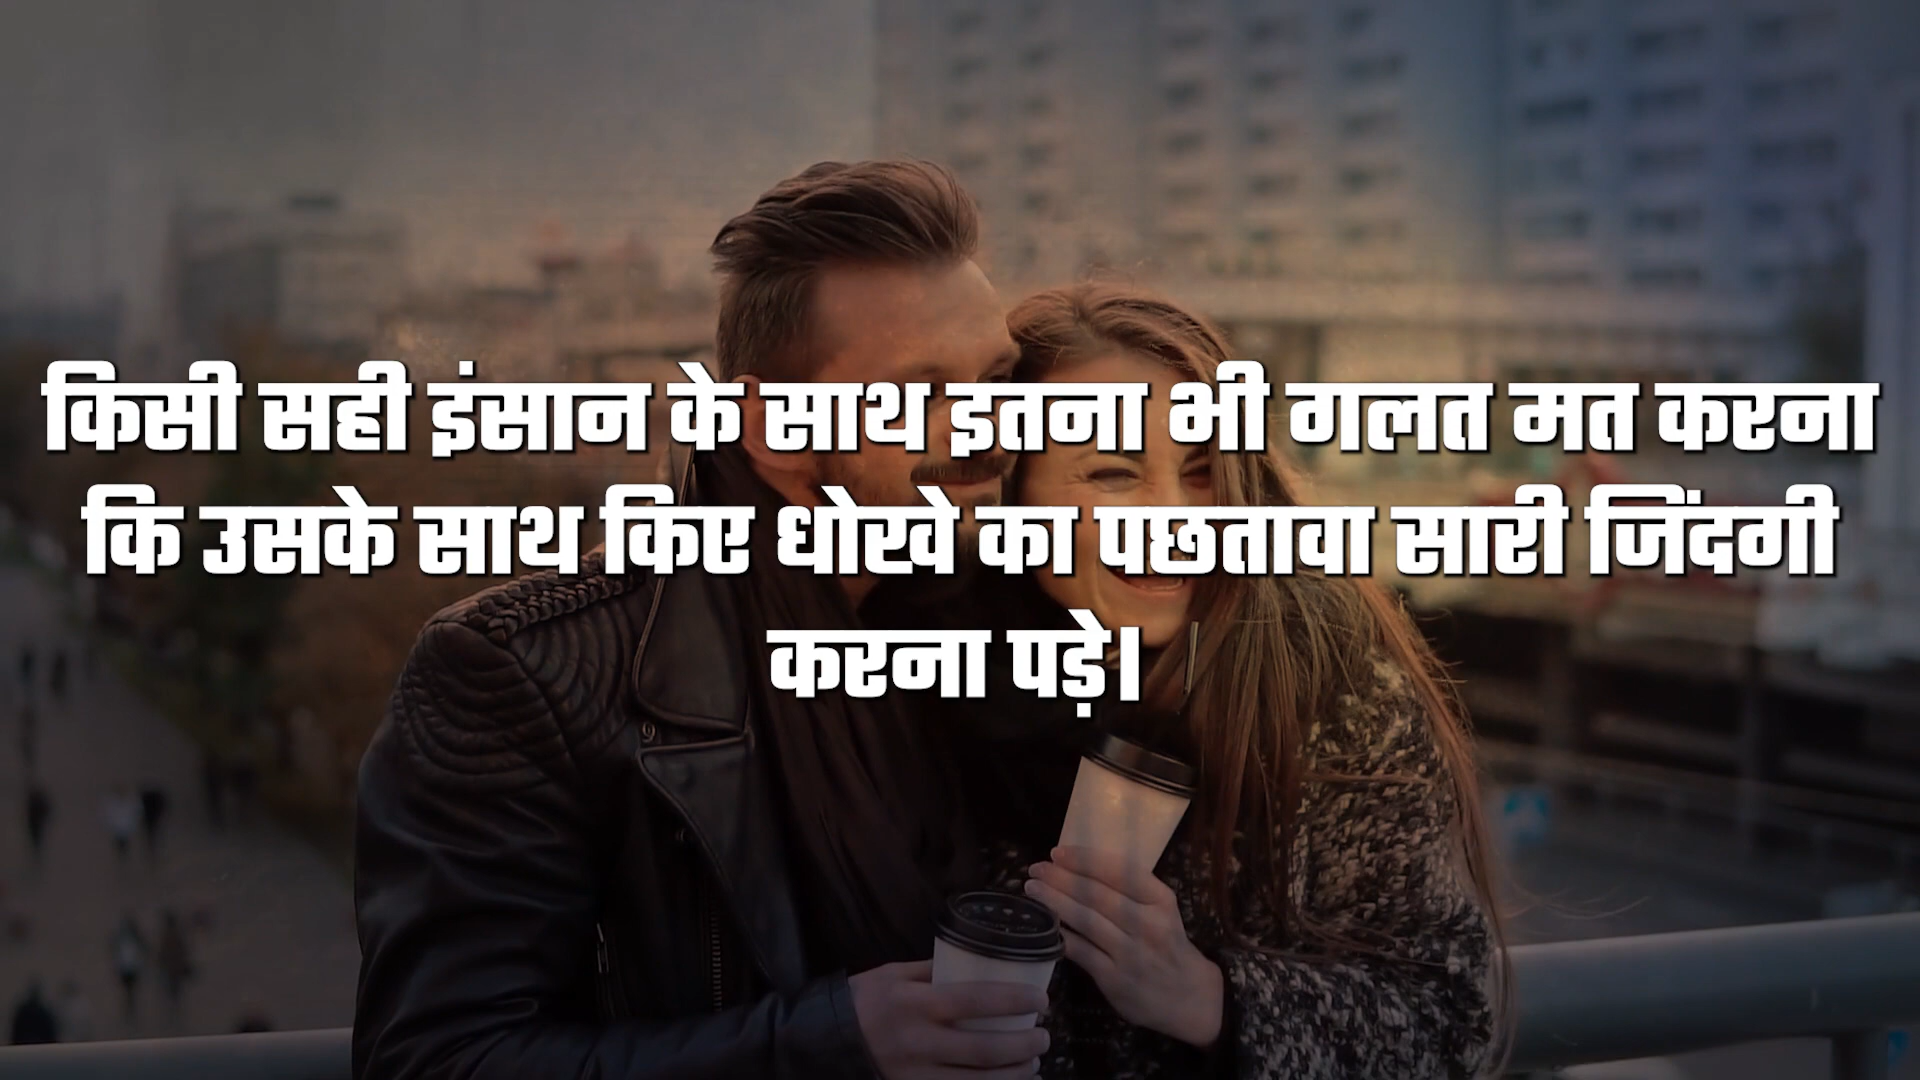 किसी सही इंसान के साथ इतना भी गलत मत करना
कि उसके साथ किए धोखे का पछतावा सारी जिंदगी
करना पड़े।